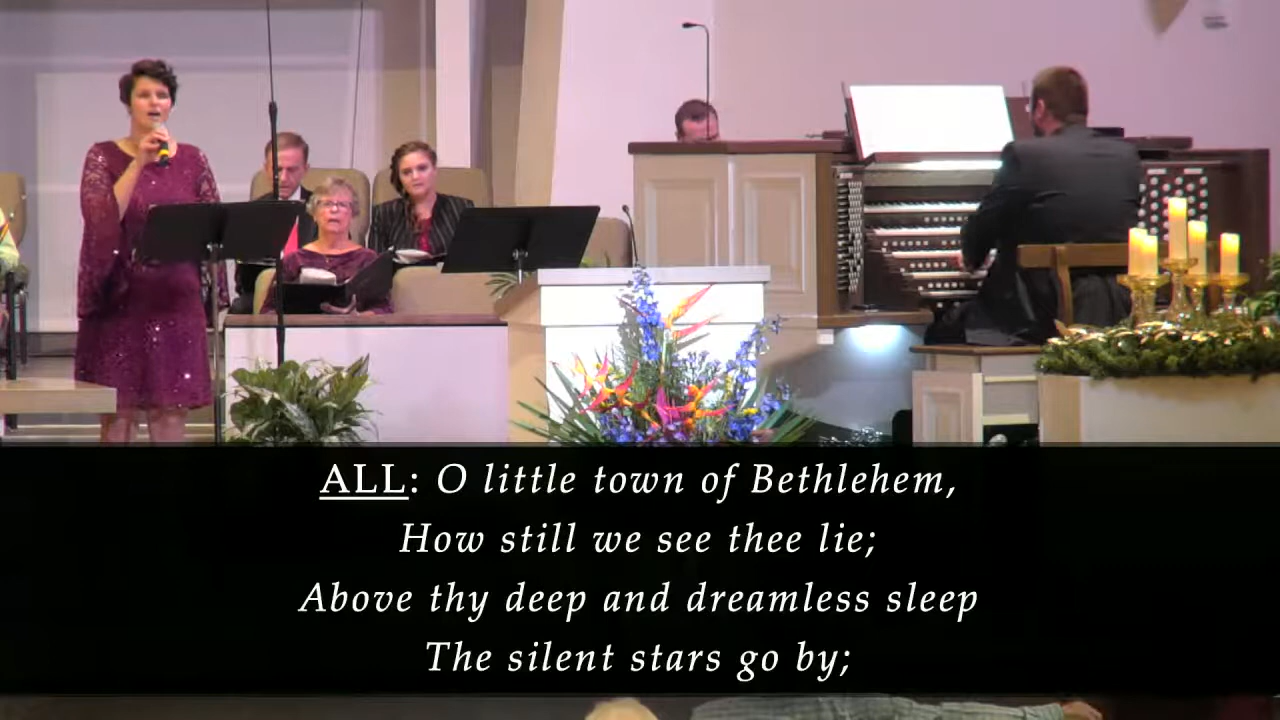 ALL: O little town of Bethlehem,
How still we see thee lie;
Above thy deep and dreamless sleep
The silent stars go by;